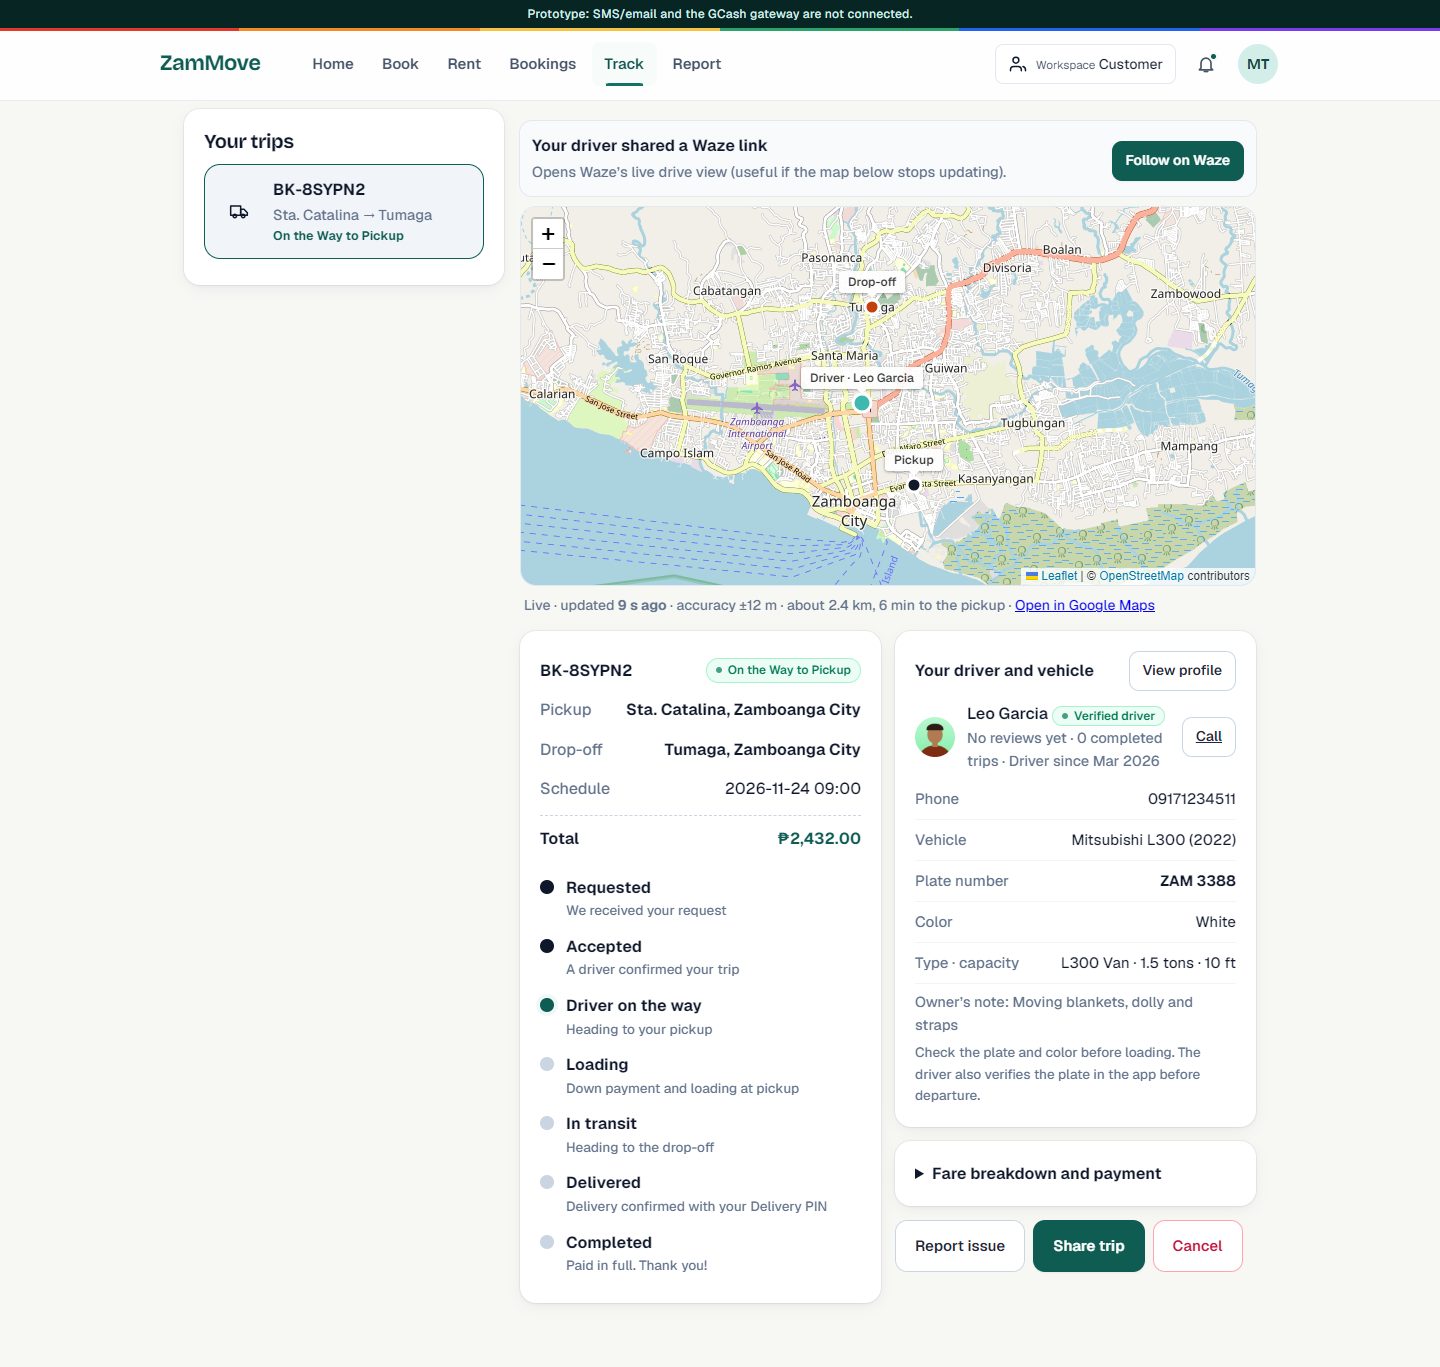 Prototype: SMS/email and the GCash gateway are not connected.
ZamMove
Home
Book
Rent
Bookings
Track
Report
Workspace Customer
MT
Your trips
BK-8SYPN2
Sta. Catalina → Tumaga
On the Way to Pickup
Your driver shared a Waze link
Opens Waze's live drive view (useful if the map below stops updating).
Follow on Waze
+
−
Pasonanca
Boalan
Divisoria
Drop-off
Cabatangan
Zambowood
San Roque
Governor Ramos Avenue
Santa Maria
Guiwan
Driver · Leo Garcia
Calarian
San Jose Street
Zamboanga
International
Airport
Tugbungan
Mampang
Campo Islam
San Jose Road
Pickup
Kasanyangan
Zamboanga
City
Island
Leaflet | © OpenStreetMap contributors
Live · updated 9 s ago · accuracy ±12 m · about 2.4 km, 6 min to the pickup · Open in Google Maps
BK-8SYPN2
On the Way to Pickup
Pickup
Sta. Catalina, Zamboanga City
Drop-off
Tumaga, Zamboanga City
Schedule
2026-11-24 09:00
Total
₱2,432.00
Requested
We received your request
Accepted
A driver confirmed your trip
Driver on the way
Heading to your pickup
Loading
Down payment and loading at pickup
In transit
Heading to the drop-off
Delivered
Delivery confirmed with your Delivery PIN
Completed
Paid in full. Thank you!
Your driver and vehicle
View profile
Leo Garcia
Verified driver
No reviews yet · 0 completed
trips · Driver since Mar 2026
Call
Phone
09171234511
Vehicle
Mitsubishi L300 (2022)
Plate number
ZAM 3388
Color
White
Type · capacity
L300 Van · 1.5 tons · 10 ft
Owner's note: Moving blankets, dolly and
straps
Check the plate and color before loading. The
driver also verifies the plate in the app before
departure.
Fare breakdown and payment
Report issue
Share trip
Cancel